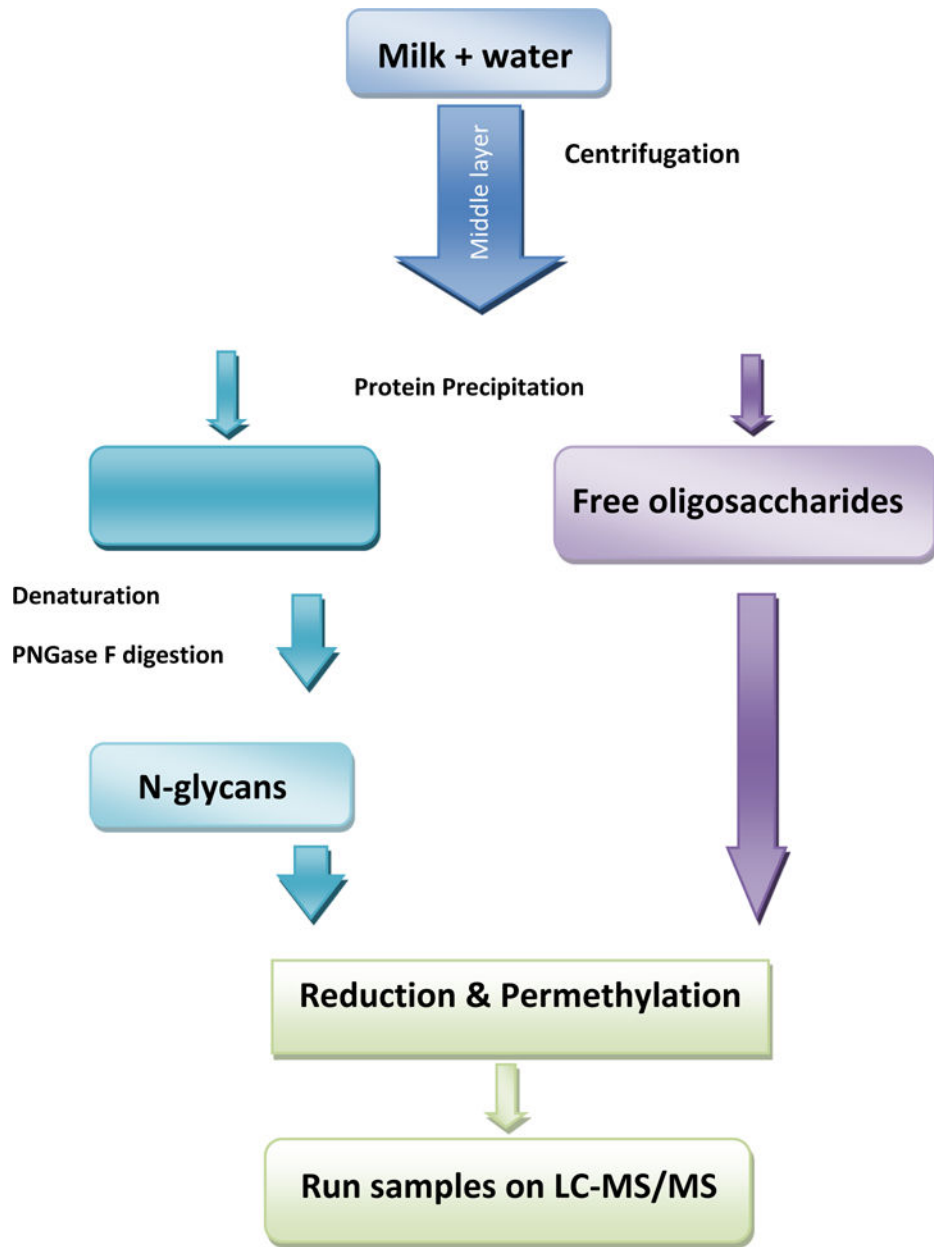 Milk + water
Middle layer
Centrifugation
Protein Precipitation
Free oligosaccharides
Denaturation
PNGase F digestion
N-glycans
Reduction & Permethylation
Run samples on LC-MS/MS